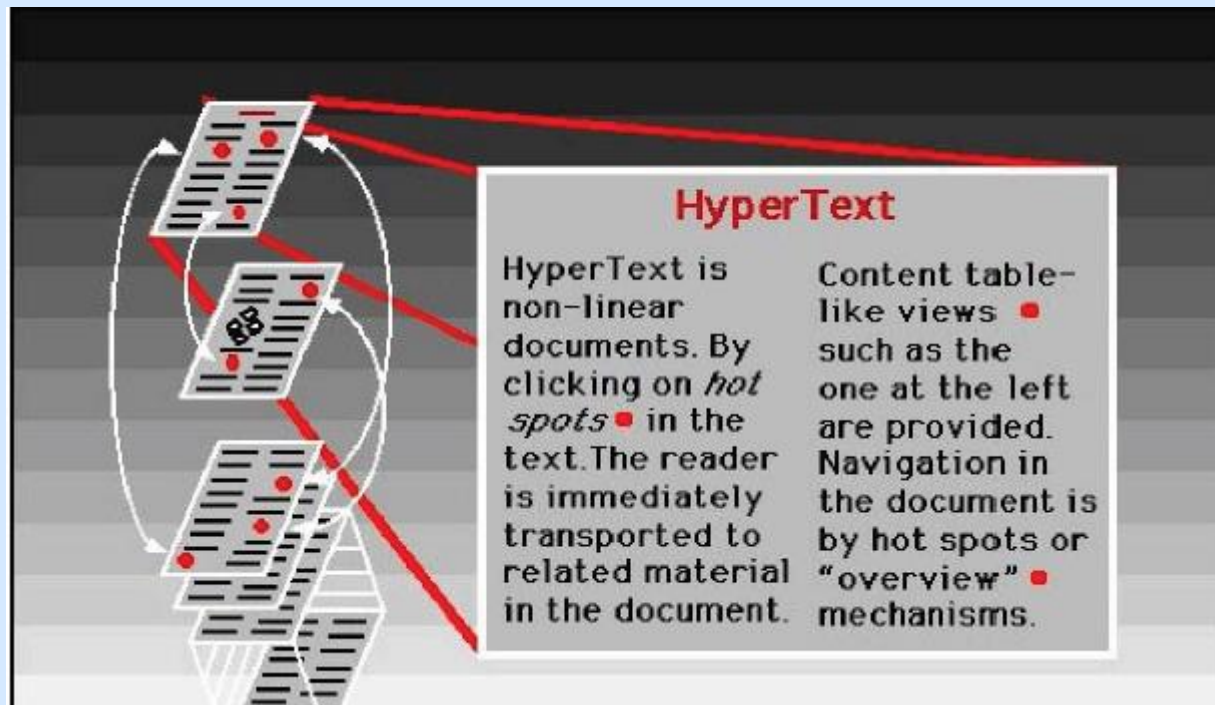 HyperText
HyperText is
non-linear
documents. By
clicking on hot
spots in the
text.The reader
is immediately
transported to
related material
in the document.
Content table-
like views
such as the
one at the left
are provided.
Navigation in
the document is
by hot spots or
“overview”
mechanisms.